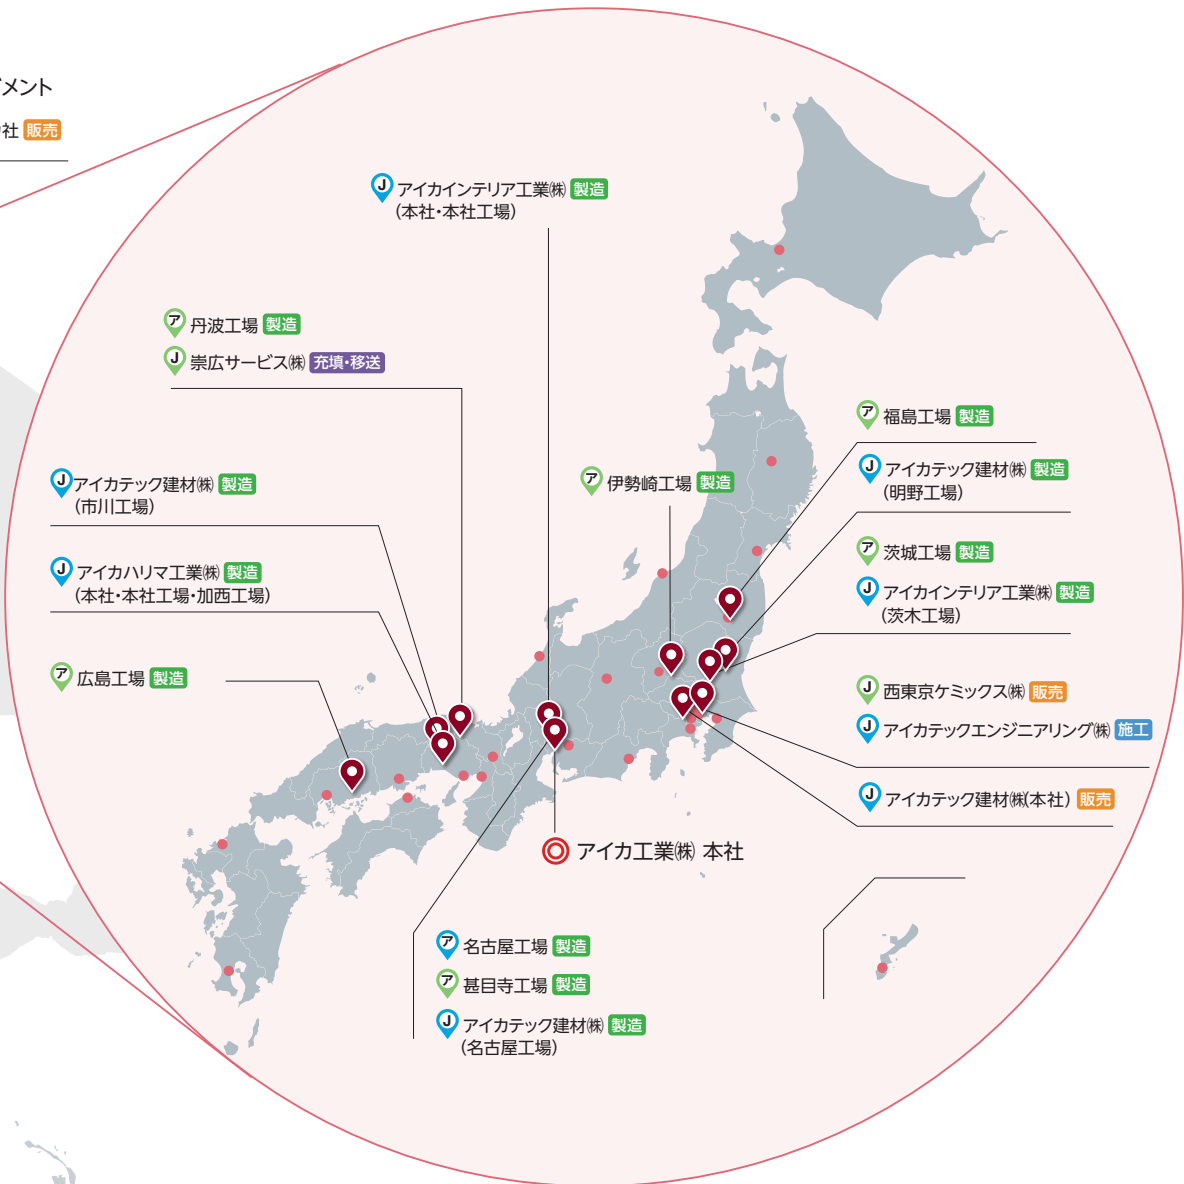 メント
社 販売
J アイカインテリア工業㈱ 製造
(本社・本社工場)
ア 丹波工場 製造
J 崇広サービス㈱ 充填・移送
J アイカテック建材㈱ 製造
(市川工場)
J アイカハリマ工業㈱ 製造
(本社・本社工場・加西工場)
ア 広島工場 製造
ア 伊勢崎工場 製造
ア 福島工場 製造
J アイカテック建材㈱ 製造
(明野工場)
ア 茨城工場 製造
J アイカインテリア工業㈱ 製造
(茨木工場)
J 西東京ケミックス㈱ 販売
J アイカテックエンジニアリング㈱ 施工
J アイカテック建材㈱(本社) 販売
アイカ工業㈱ 本社
ア 名古屋工場 製造
ア 甚目寺工場 製造
J アイカテック建材㈱ 製造
(名古屋工場)